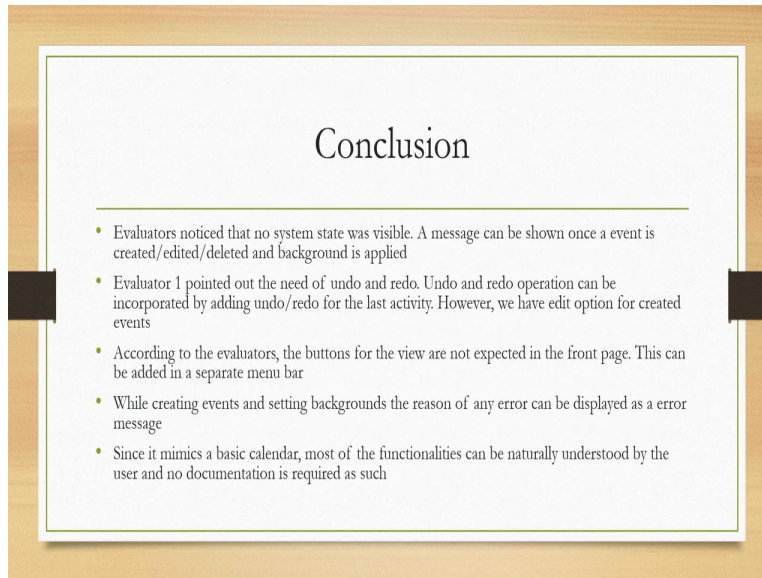 Conclusion
• Evaluators noticed that no system state was visible. A message can be shown once a event is
created/edited/deleted and background is applied
• Evaluator 1 pointed out the need of undo and redo. Undo and redo operation can be
incorporated by adding undo/redo for the last activity. However, we have edit option for created
events
• According to the evaluators, the buttons for the view are not expected in the front page. This can
be added in a separate menu bar
• While creating events and setting backgrounds the reason of any error can be displayed as a error
message
• Since it mimics a basic calendar, most of the functionalities can be naturally understood by the
user and no documentation is required as such